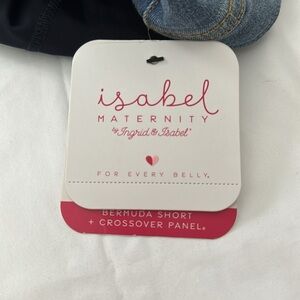 isabel
MATERNITY
by Ingrid & Isabel®
FOR EVERY BELLY.
BERMUDA SHORT
+ CROSSOVER PANEL®